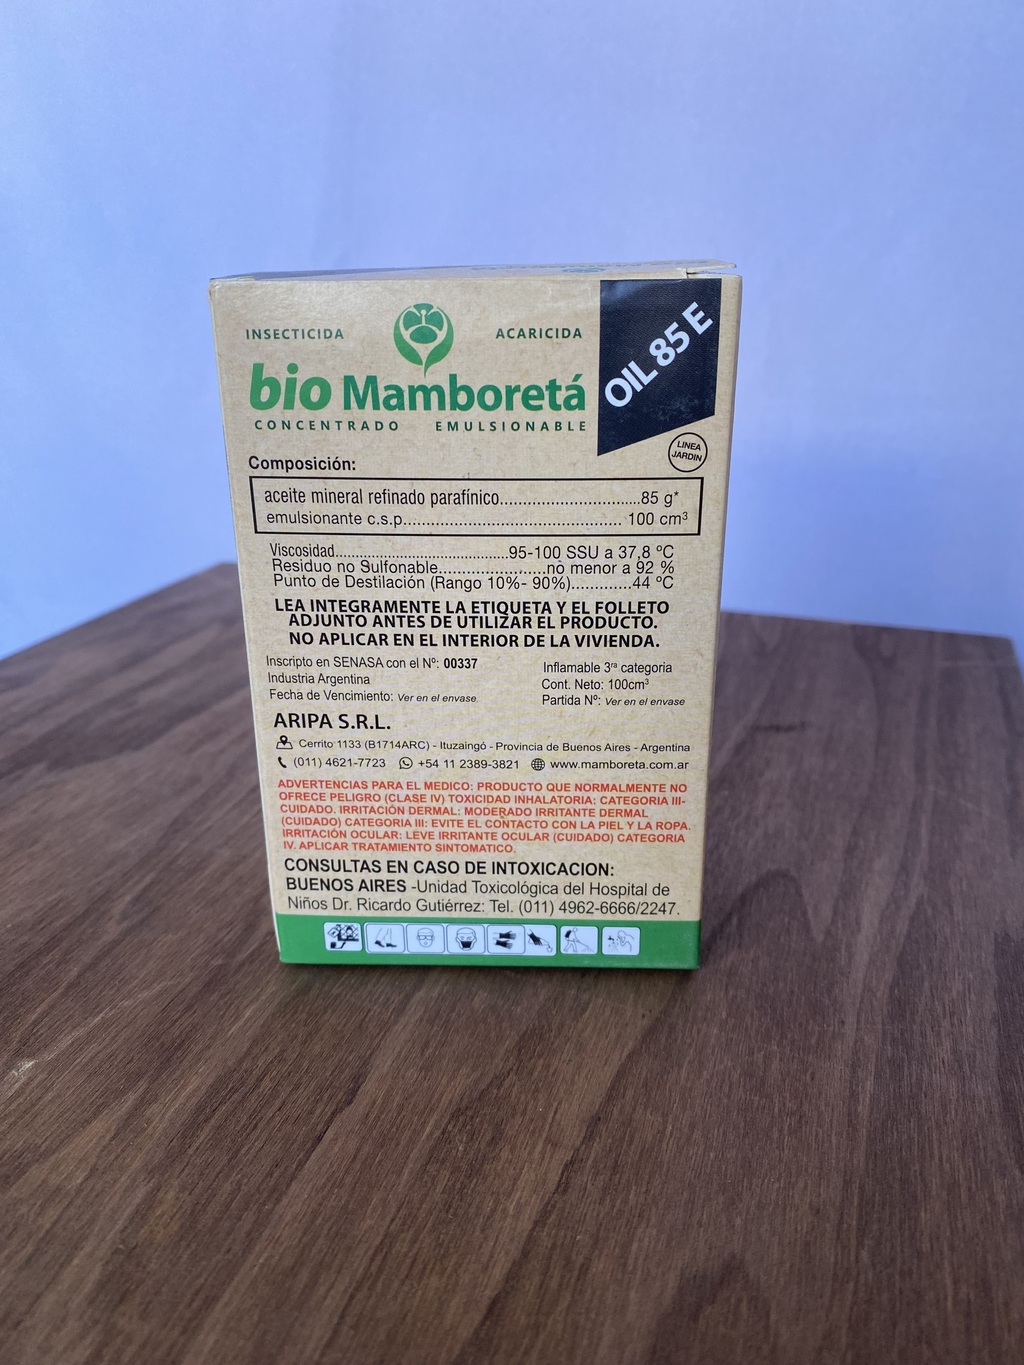 INSECTICIDA ACARICIDA
OIL 85 E
bio Mamboretá
CONCENTRADO EMULSIONABLE
LINEA
JARDIN
Composición:
aceite mineral refinado parafínico..............................85 g*
emulsionante c.s.p............................................. 100 cm³
Viscosidad..................................95-100 SSU a 37,8 ºC
Residuo no Sulfonable......................no menor a 92 %
Punto de Destilación (Rango 10%- 90%)............44 ºC
LEA INTEGRAMENTE LA ETIQUETA Y EL FOLLETO
ADJUNTO ANTES DE UTILIZAR EL PRODUCTO.
NO APLICAR EN EL INTERIOR DE LA VIVIENDA.
Inscripto en SENASA con el Nº: 00337
Industria Argentina
Fecha de Vencimiento: Ver en el envase
Inflamable 3ra categoria
Cont. Neto: 100cm³
Partida Nº: Ver en el envase
ARIPA S.R.L.
Cerrito 1133 (B1714ARC) - Ituzaingó - Provincia de Buenos Aires - Argentina
(011) 4621-7723 +54 11 2389-3821 www.mamboreta.com.ar
ADVERTENCIAS PARA EL MEDICO: PRODUCTO QUE NORMALMENTE NO
OFRECE PELIGRO (CLASE IV) TOXICIDAD INHALATORIA: CATEGORIA III-
CUIDADO. IRRITACIÓN DERMAL: MODERADO IRRITANTE DERMAL
(CUIDADO) CATEGORIA III: EVITE EL CONTACTO CON LA PIEL Y LA ROPA.
IRRITACIÓN OCULAR: LEVE IRRITANTE OCULAR (CUIDADO) CATEGORIA
IV. APLICAR TRATAMIENTO SINTOMATICO.
CONSULTAS EN CASO DE INTOXICACION:
BUENOS AIRES -Unidad Toxicológica del Hospital de
Niños Dr. Ricardo Gutiérrez: Tel. (011) 4962-6666/2247.